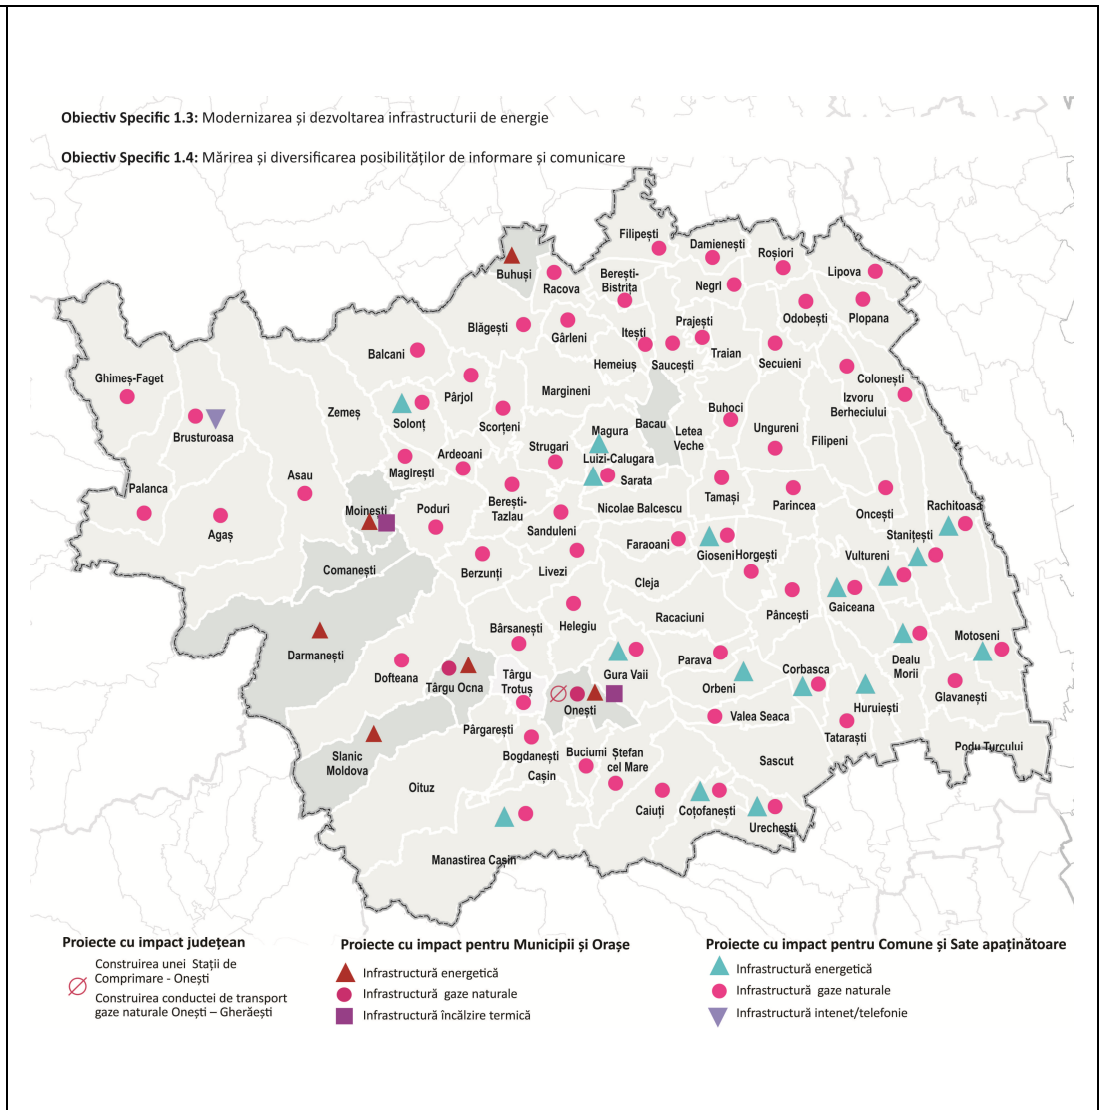 Obiectiv Specific 1.3: Modernizarea și dezvoltarea infrastructurii de energie
Obiectiv Specific 1.4: Mărirea și diversificarea posibilităților de informare și comunicare
Filipești
Damienești
Roșiori
Lipova
Buhuși
Racova
Berești-
Bistrița
Negrl
Odobești
Plopana
Blăgești
Gârleni
Itești
Prajești
Traian
Secuieni
Balcani
Hemeiuș
Saucești
Colonești
Ghimeș-Faget
Pârjol
Margineni
Izvoru
Berheciului
Zemeș
Solonț
Scorțeni
Bacau
Buhoci
Brusturoasa
Magura
Letea
Veche
Ungureni
Filipeni
Strugari
Ardeoani
Luizi-Calugara
Asau
Magîrești
Sarata
Palanca
Berești-
Tazlau
Tamași
Parincea
Oncești
Rachitoasa
Moinești
Poduri
Nicolae Balcescu
Agaș
Sanduleni
Stanițești
Faraoani
Gioseni
Horgești
Vultureni
Comanești
Berzunți
Livezi
Cleja
Gaiceana
Pâncești
Racaciuni
Helegiu
Bârsanești
Motoseni
Darmanești
Parava
Dofteana
Târgu Ocna
Târgu
Trotuș
Gura Vaii
Corbasca
Dealu
Morii
Orbeni
Glavanești
Onești
Huruiești
Valea Seaca
Pârgarești
Tataraști
Slanic
Moldova
Bogdanești
Buciumi
Ștefan
cel Mare
Podu Turcului
Cașin
Sascut
Oituz
Caiuți
Coțofanești
Urechești
Manastirea Cașin
Proiecte cu impact județean
Construirea unei Stații de
Comprimare - Onești
Construirea conductei de transport
gaze naturale Onești – Gherăești
Proiecte cu impact pentru Municipii și Orașe
Infrastructură energetică
Infrastructură gaze naturale
Infrastructură încălzire termică
Proiecte cu impact pentru Comune și Sate apaținătoare
Infrastructură energetică
Infrastructură gaze naturale
Infrastructură intenet/telefonie